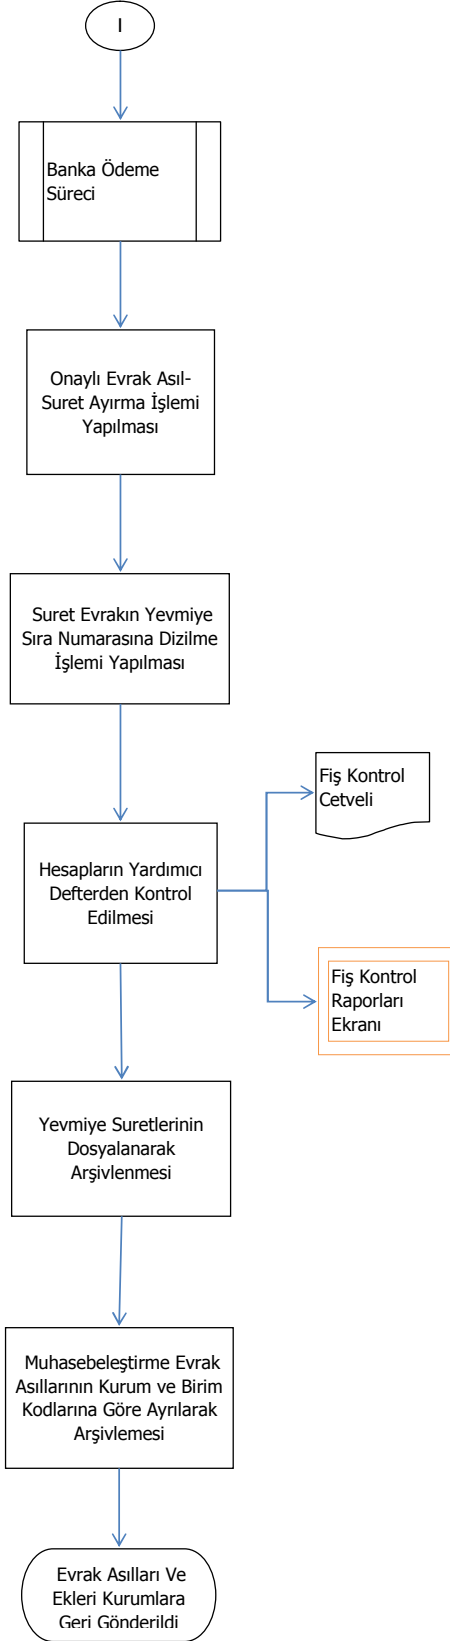 I
Banka Ödeme
Süreci
Onaylı Evrak Asıl-
Suret Ayırma İşlemi
Yapılması
Suret Evrakın Yevmiye
Sıra Numarasına Dizilme
İşlemi Yapılması
Fiş Kontrol
Cetveli
Hesapların Yardımıcı
Defterden Kontrol
Edilmesi
Fiş Kontrol
Raporları
Ekranı
Yevmiye Suretlerinin
Dosyalanarak
Arşivlenmesi
Muhasebeleştirme Evrak
Asıllarının Kurum ve Birim
Kodlarına Göre Ayrılarak
Arşivlemesi
Evrak Asılları Ve
Ekleri Kurumlara
Geri Gönderildi